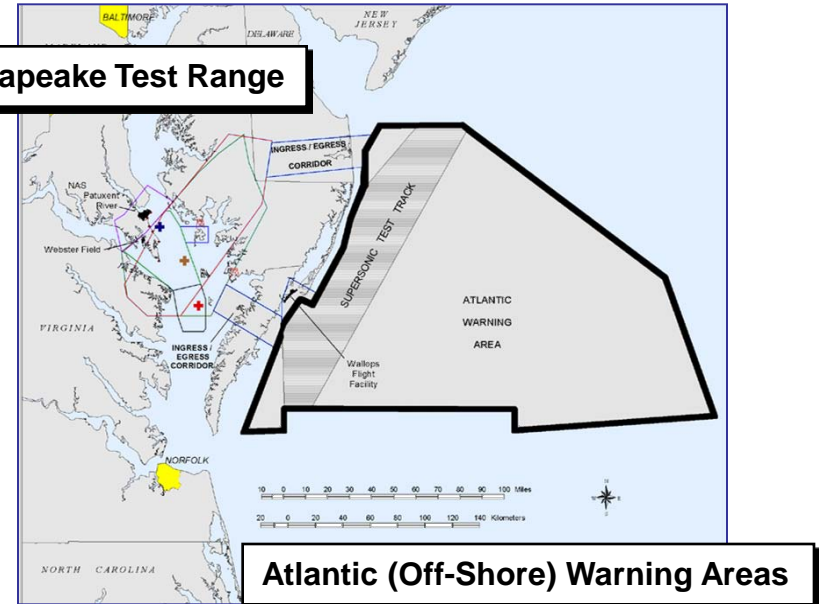 BALTIMORE
NEW
JERSEY
DELAWARE
apeake Test Range
INGRESS / EGRESS
CORRIDOR
NAS
Patuxent
River
Webster Field
SUPERSONIC TEST TRACK
ATLANTIC
WARNING
AREA
VIRGINIA
INGRESS /
EGRESS
CORRIDOR
Wallops
Flight
Facility
NORFOLK
10 0 10 20 30 40 50 60 70 80 90 100 Miles
20 0 20 40 60 80 100 120 140 Kilometers
N
W E
S
NORTH CAROLINA
Atlantic (Off-Shore) Warning Areas